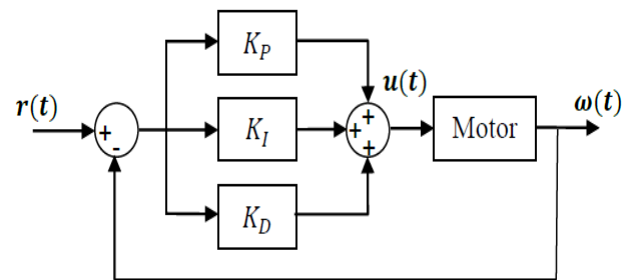 K_P
r(t)
u(t)
ω(t)
+
-
K_I
+
+
+
Motor
K_D